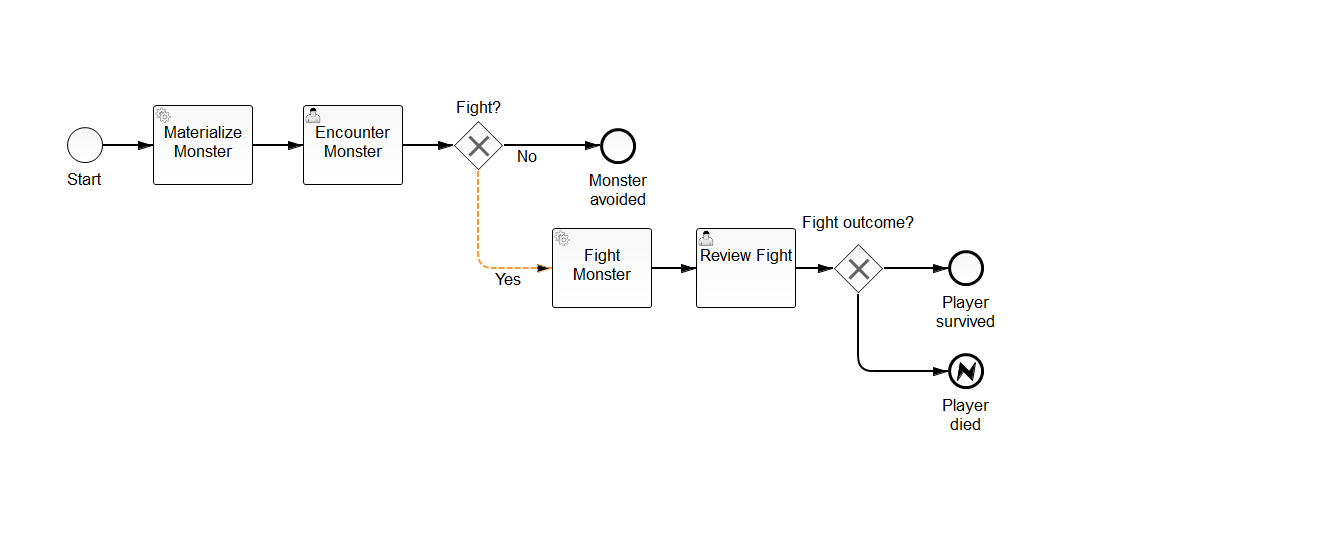 Start
Materialize
Monster
Encounter
Monster
Fight?
No
Monster
avoided
Yes
Fight
Monster
Review Fight
Fight outcome?
Player
survived
Player
died